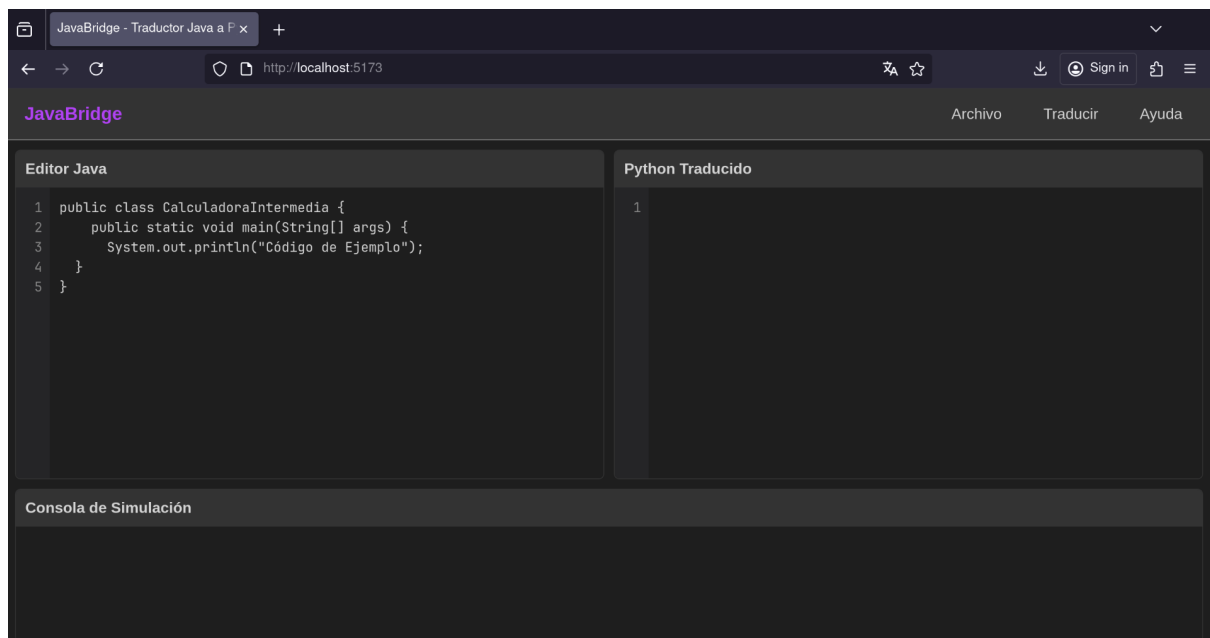 JavaBridge - Traductor Java a P
http://localhost:5173
Sign in
JavaBridge
Archivo Traducir Ayuda
Editor Java
1 public class CalculadoraIntermedia {
2     public static void main(String[] args) {
3       System.out.println("Código de Ejemplo");
4   }
5 }
Python Traducido
1
Consola de Simulación